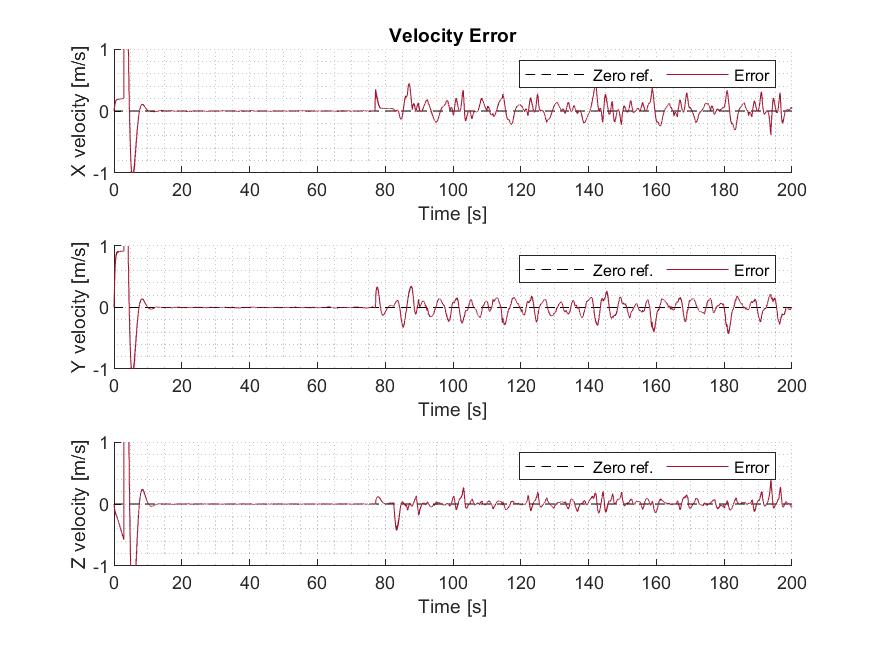 Velocity Error
X velocity [m/s]
1
0
-1
Zero ref.
Error
0 20 40 60 80 100 120 140 160 180 200
Time [s]
Y velocity [m/s]
1
0
-1
Zero ref.
Error
0 20 40 60 80 100 120 140 160 180 200
Time [s]
Z velocity [m/s]
1
0
-1
Zero ref.
Error
0 20 40 60 80 100 120 140 160 180 200
Time [s]